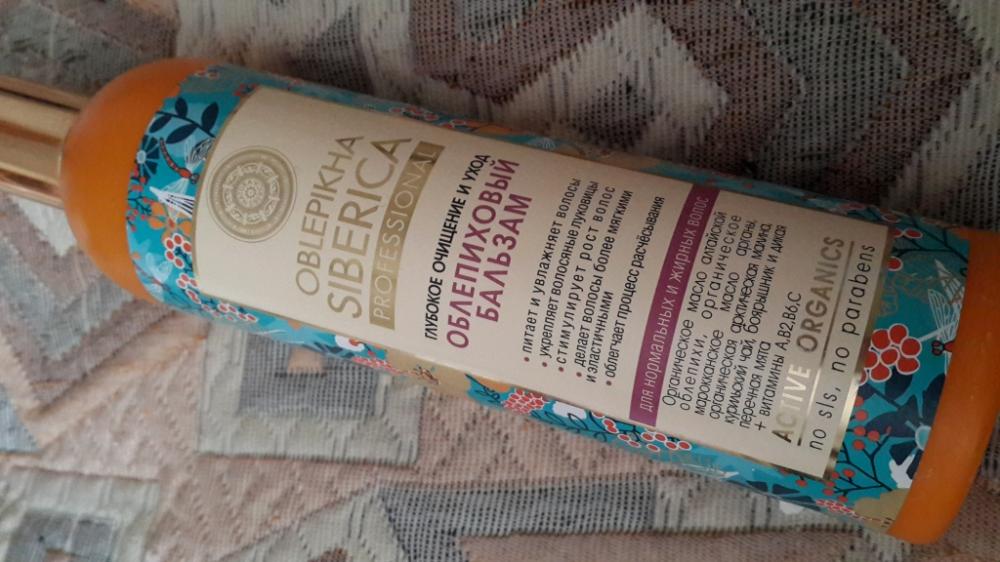 OBLEPIKHA
SIBERICA
PROFESSIONAL
ГЛУБОКОЕ ОЧИЩЕНИЕ И УХОД
ОБЛЕПИХОВЫЙ
БАЛЬЗАМ
• питает и увлажняет волосы
• укрепляет волосяные луковицы
• стимулирует рост волос
• делает волосы более мягкими
и эластичными
• облегчает процесс расчёсывания
для нормальных и жирных волос
Органическое масло алтайской
облепихи, органическое
марокканское масло арганы,
органическая арктическая малина,
курильский чай, боярышник и дикая
перечная мята
+ витамины A,B2,B6,C
ACTIVE ORGANICS
no sls, no parabens